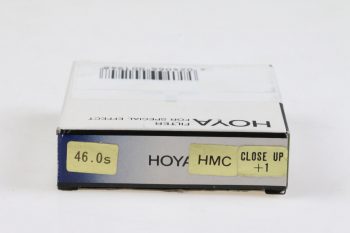 HOYA
FILTER
FOR SPECIAL EFFECT
46.0s
HOYA HMC
CLOSE UP
+1